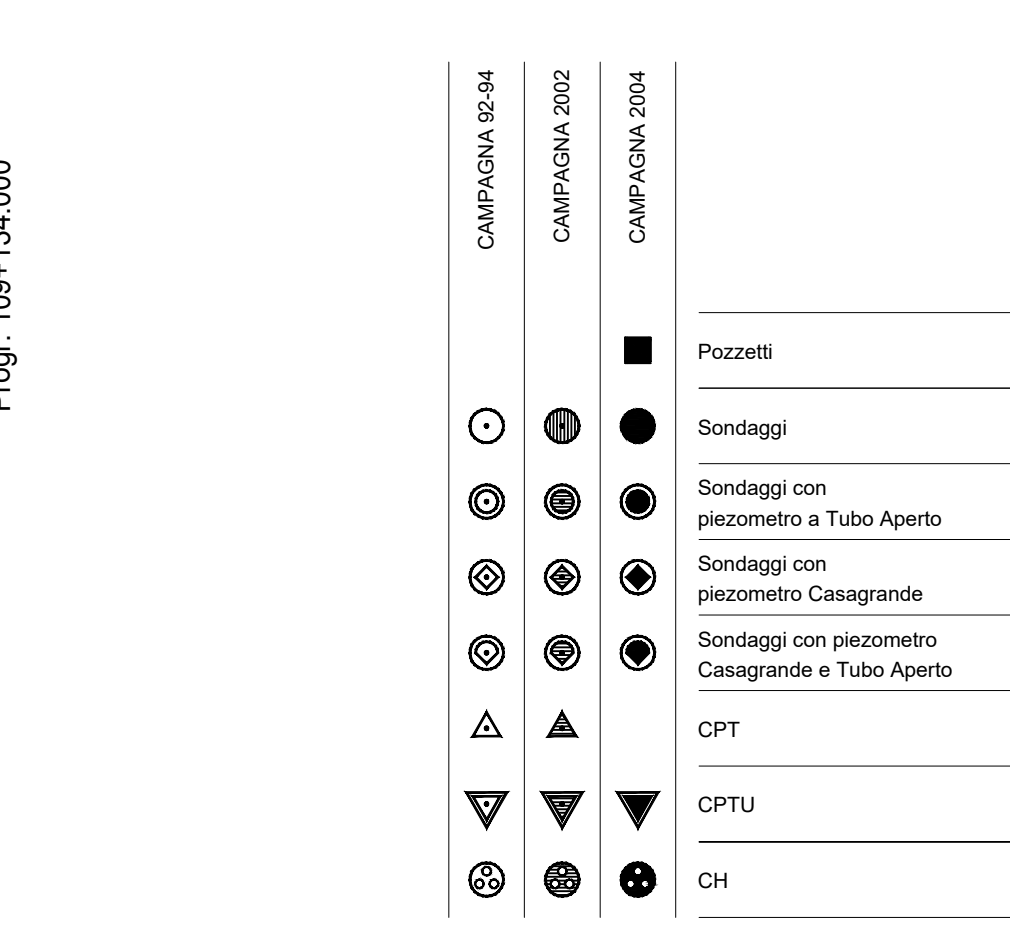 CAMPAGNA 92-94
CAMPAGNA 2002
CAMPAGNA 2004
Pozzetti
Sondaggi
Sondaggi con
piezometro a Tubo Aperto
Sondaggi con
piezometro Casagrande
Sondaggi con piezometro
Casagrande e Tubo Aperto
CPT
CPTU
CH